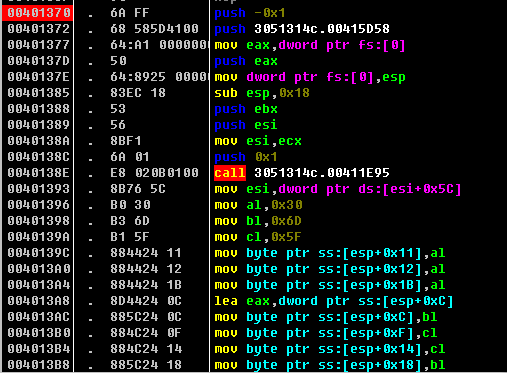 00401370 . 6A FF push -0x1
00401372 . 68 585D4100 push 3051314c.00415D58
00401377 . 64:A1 0000000 mov eax,dword ptr fs:[0]
0040137D . 50 push eax
0040137E . 64:8925 00000 mov dword ptr fs:[0],esp
00401385 . 83EC 18 sub esp,0x18
00401388 . 53 push ebx
00401389 . 56 push esi
0040138A . 8BF1 mov esi,ecx
0040138C . 6A 01 push 0x1
0040138E . E8 020B0100 call 3051314c.00411E95
00401393 . 8B76 5C mov esi,dword ptr ds:[esi+0x5C]
00401396 . B0 30 mov al,0x30
00401398 . B3 6D mov bl,0x6D
0040139A . B1 5F mov cl,0x5F
0040139C . 884424 11 mov byte ptr ss:[esp+0x11],al
004013A0 . 884424 12 mov byte ptr ss:[esp+0x12],al
004013A4 . 884424 1B mov byte ptr ss:[esp+0x1B],al
004013A8 . 8D4424 0C lea eax,dword ptr ss:[esp+0xC]
004013AC . 885C24 0C mov byte ptr ss:[esp+0xC],bl
004013B0 . 884C24 0F mov byte ptr ss:[esp+0xF],cl
004013B4 . 884C24 14 mov byte ptr ss:[esp+0x14],cl
004013B8 . 885C24 18 mov byte ptr ss:[esp+0x18],bl